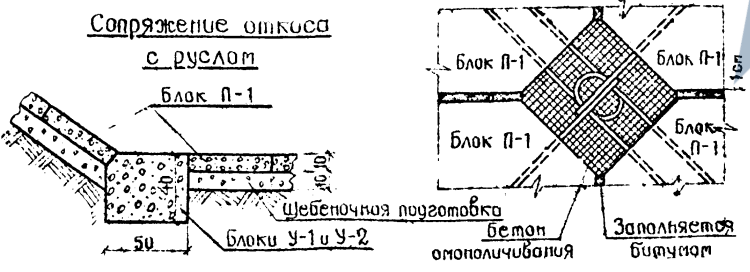 Сопряжение откоса
с руслом
Блок П-1
40
10 10
50
Щебеночная подготовка
Блоки У-1 и У-2
Блок П-1
Блок П-1
1см
Блок П-1
Блок П-1
бетон
омоноличивания
Заполняется
битумом